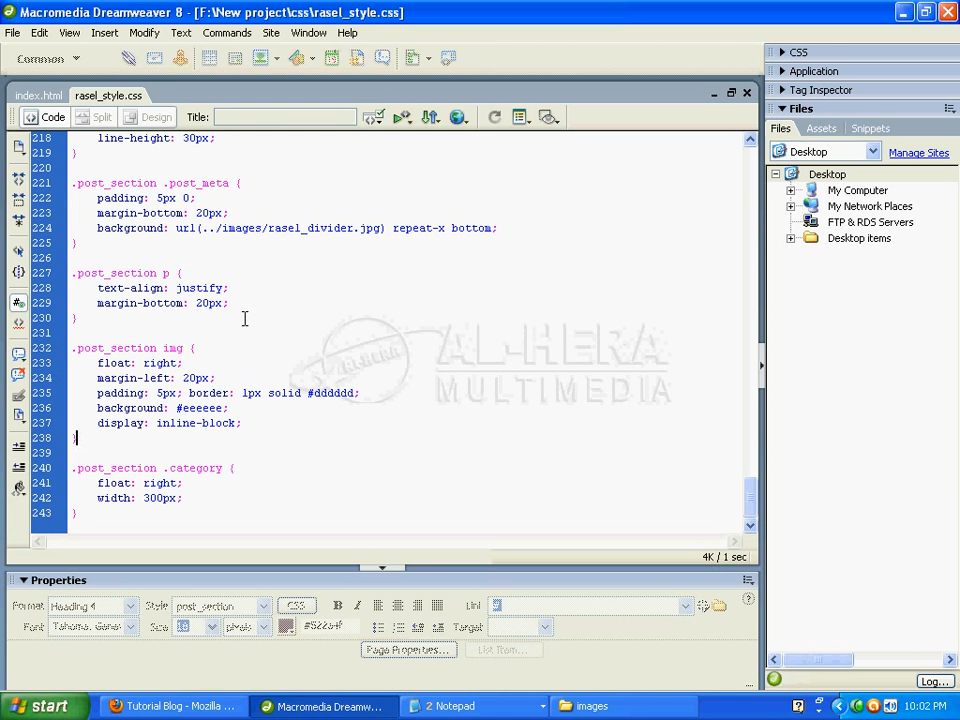 Macromedia Dreamweaver 8 - [F:\New project\css\rasel_style.css]
File Edit View Insert Modify Text Commands Site Window Help
Common
CSS
Application
Tag Inspector
Files
Files Assets Snippets
Desktop Manage Sites
Desktop
My Computer
My Network Places
FTP & RDS Servers
Desktop items
index.html rasel_style.css
Code Split Design Title:
218 line-height: 30px;
219 }
220
221 .post_section .post_meta {
222 padding: 5px 0;
223 margin-bottom: 20px;
224 background: url(../images/rasel_divider.jpg) repeat-x bottom;
225 }
226
227 .post_section p {
228 text-align: justify;
229 margin-bottom: 20px;
230 }
231
232 .post_section img {
233 float: right;
234 margin-left: 20px;
235 padding: 5px; border: 1px solid #dddddd;
236 background: #eeeeee;
237 display: inline-block;
238 }
239
240 .post_section .category {
241 float: right;
242 width: 300px;
243 }
AL-HERA
AL-HERA
MULTIMEDIA
4K / 1 sec
Properties
Format Heading 4 Style post_section CSS B I Link #
Font Tahoma, Geneva Size pixels Target
Page Properties... List Item...
Log...
start Tutorial Blog - Mozilla ... Macromedia Dreamw... 2 Notepad images 10:02 PM